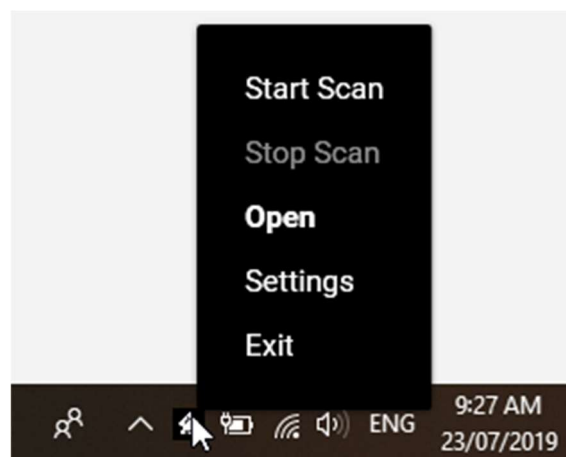 Start Scan
Stop Scan
Open
Settings
Exit
ENG
9:27 AM
23/07/2019